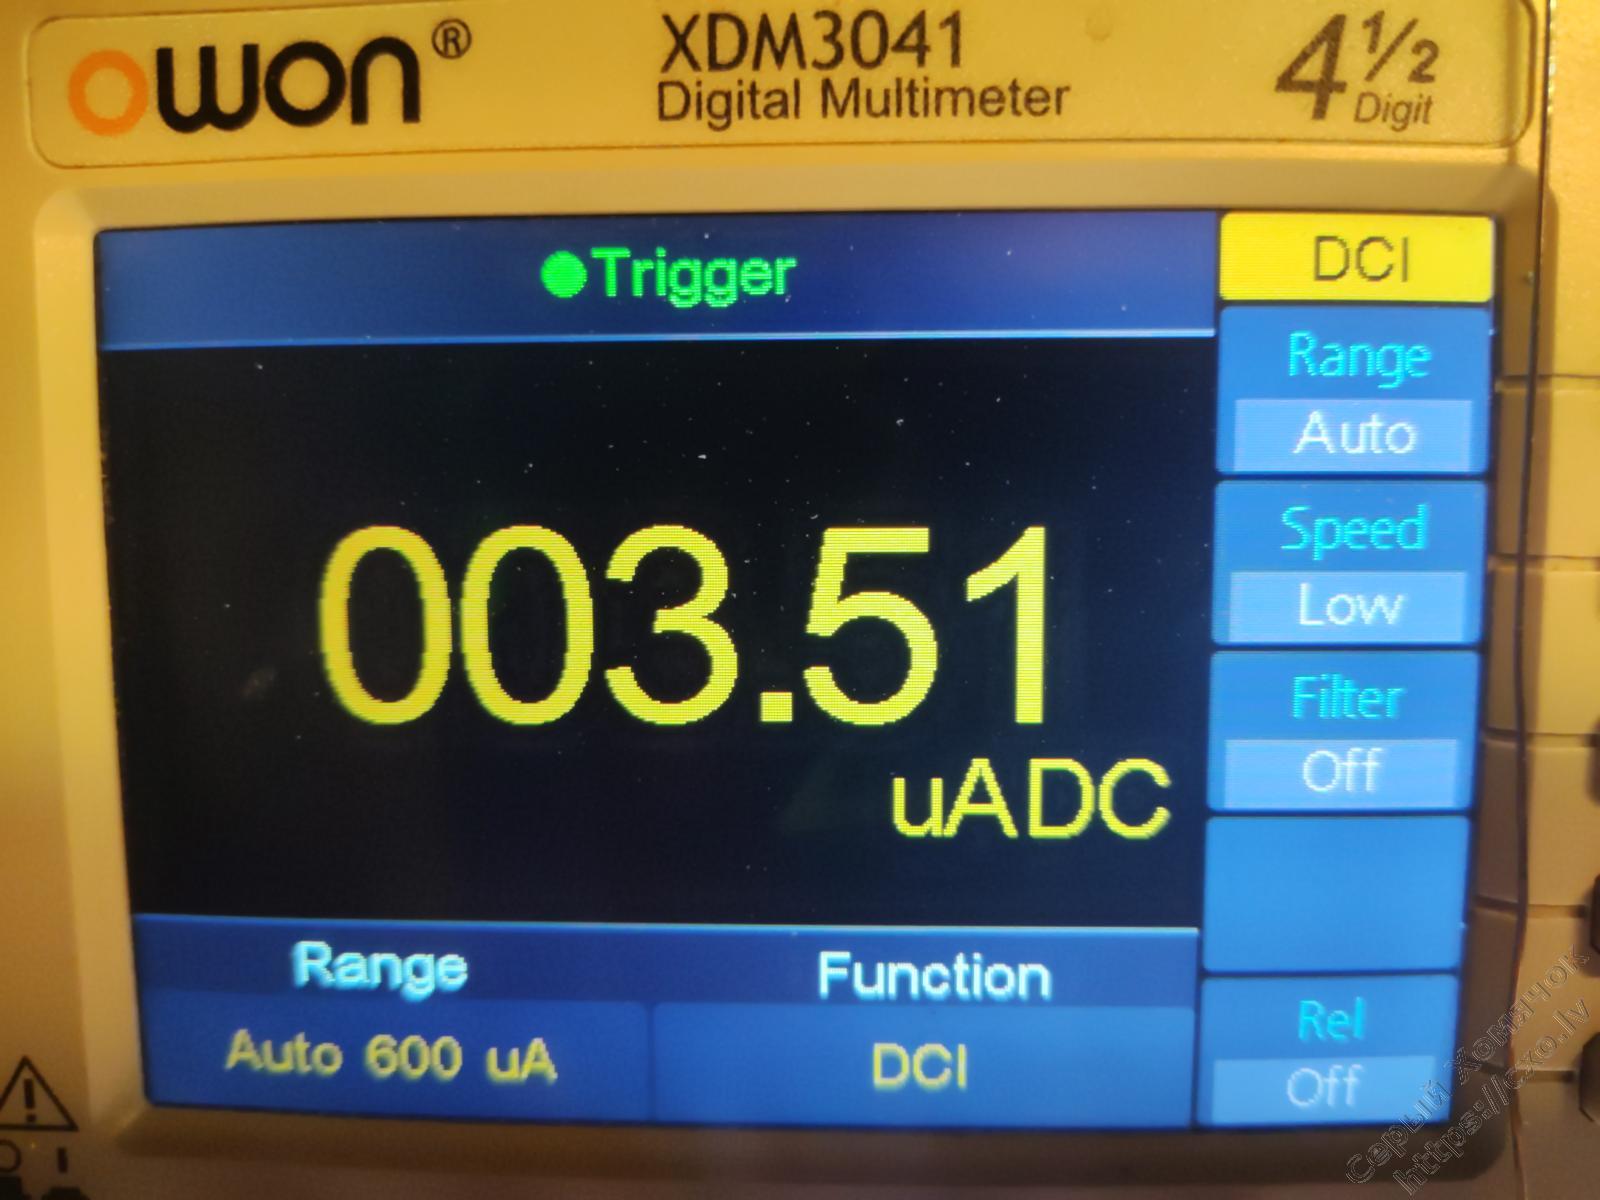 owon®
XDM3041
Digital Multimeter
4½
Digit
Trigger
003.51
uADC
Range
Auto 600 uA
Function
DCI
DCI
Range
Auto
Speed
Low
Filter
Off
Rel
Off
Серый Хомячок
https://cxo.lv